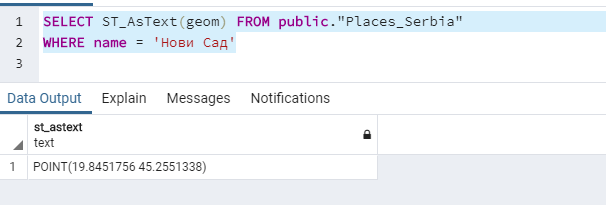 1 SELECT ST_AsText(geom) FROM public."Places_Serbia"
2 WHERE name = 'Нови Сад'
3
Data Output Explain Messages Notifications
st_astext
text
1 POINT(19.8451756 45.2551338)